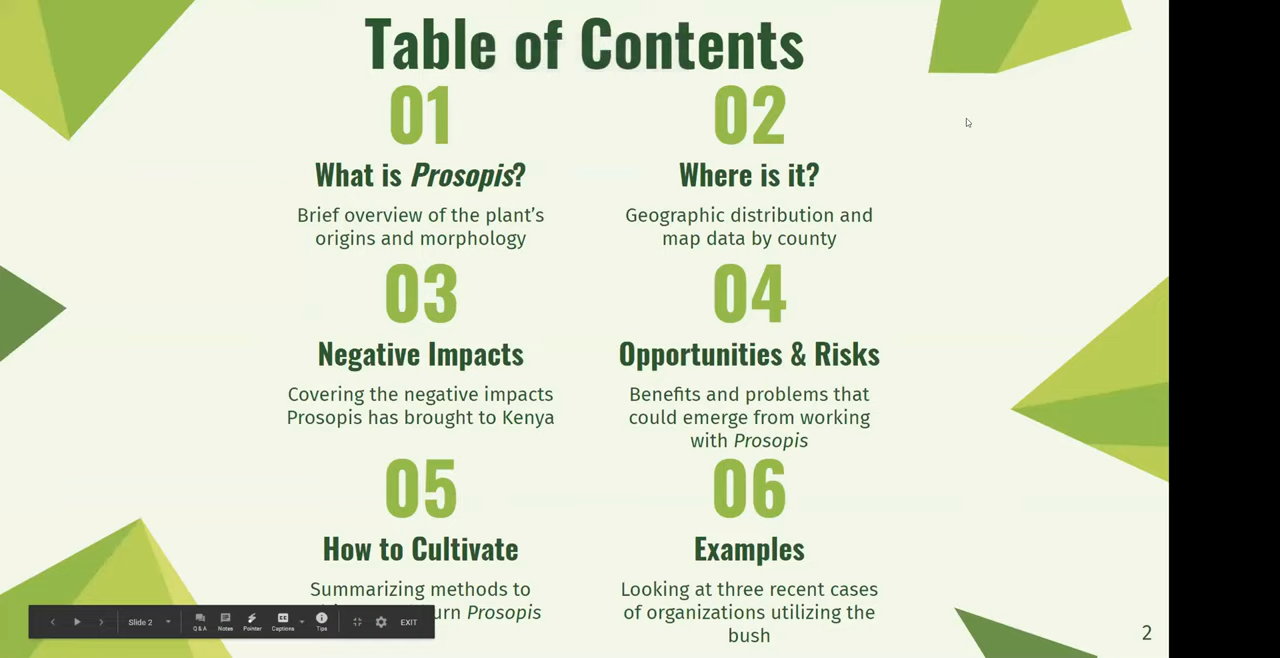 Table of Contents
01
What is Prosopis?
Brief overview of the plant's
origins and morphology
02
Where is it?
Geographic distribution and
map data by county
03
Negative Impacts
Covering the negative impacts
Prosopis has brought to Kenya
04
Opportunities & Risks
Benefits and problems that
could emerge from working
with Prosopis
05
How to Cultivate
Summarizing methods to
urn Prosopis
06
Examples
Looking at three recent cases
of organizations utilizing the
bush
Slide 2
Q & A
Notes
Pointer
Captions
Tips
EXIT
2